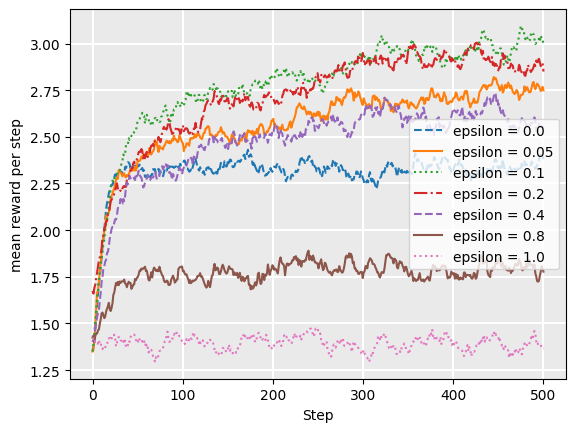 3.00
2.75
2.50
2.25
2.00
1.75
1.50
1.25
mean reward per step
epsilon = 0.0
epsilon = 0.05
epsilon = 0.1
epsilon = 0.2
epsilon = 0.4
epsilon = 0.8
epsilon = 1.0
0 100 200 300 400 500
Step